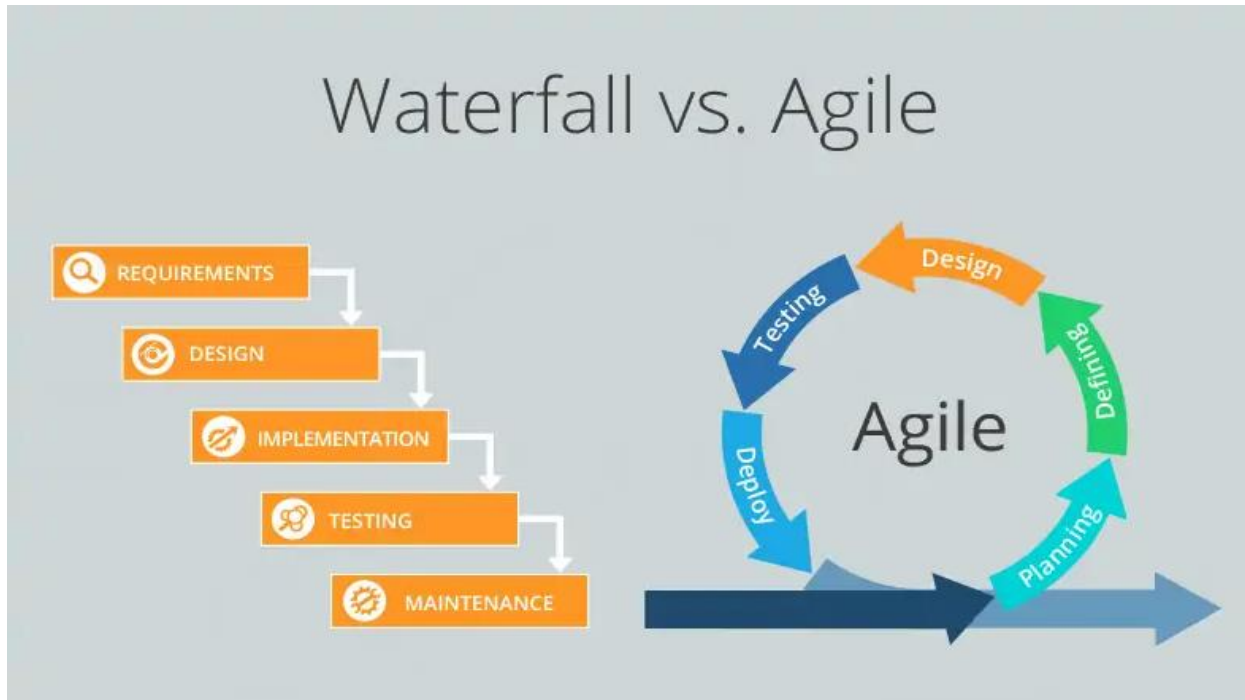 Waterfall vs. Agile
REQUIREMENTS
DESIGN
IMPLEMENTATION
TESTING
MAINTENANCE
Agile
Planning
Defining
Design
Testing
Deploy